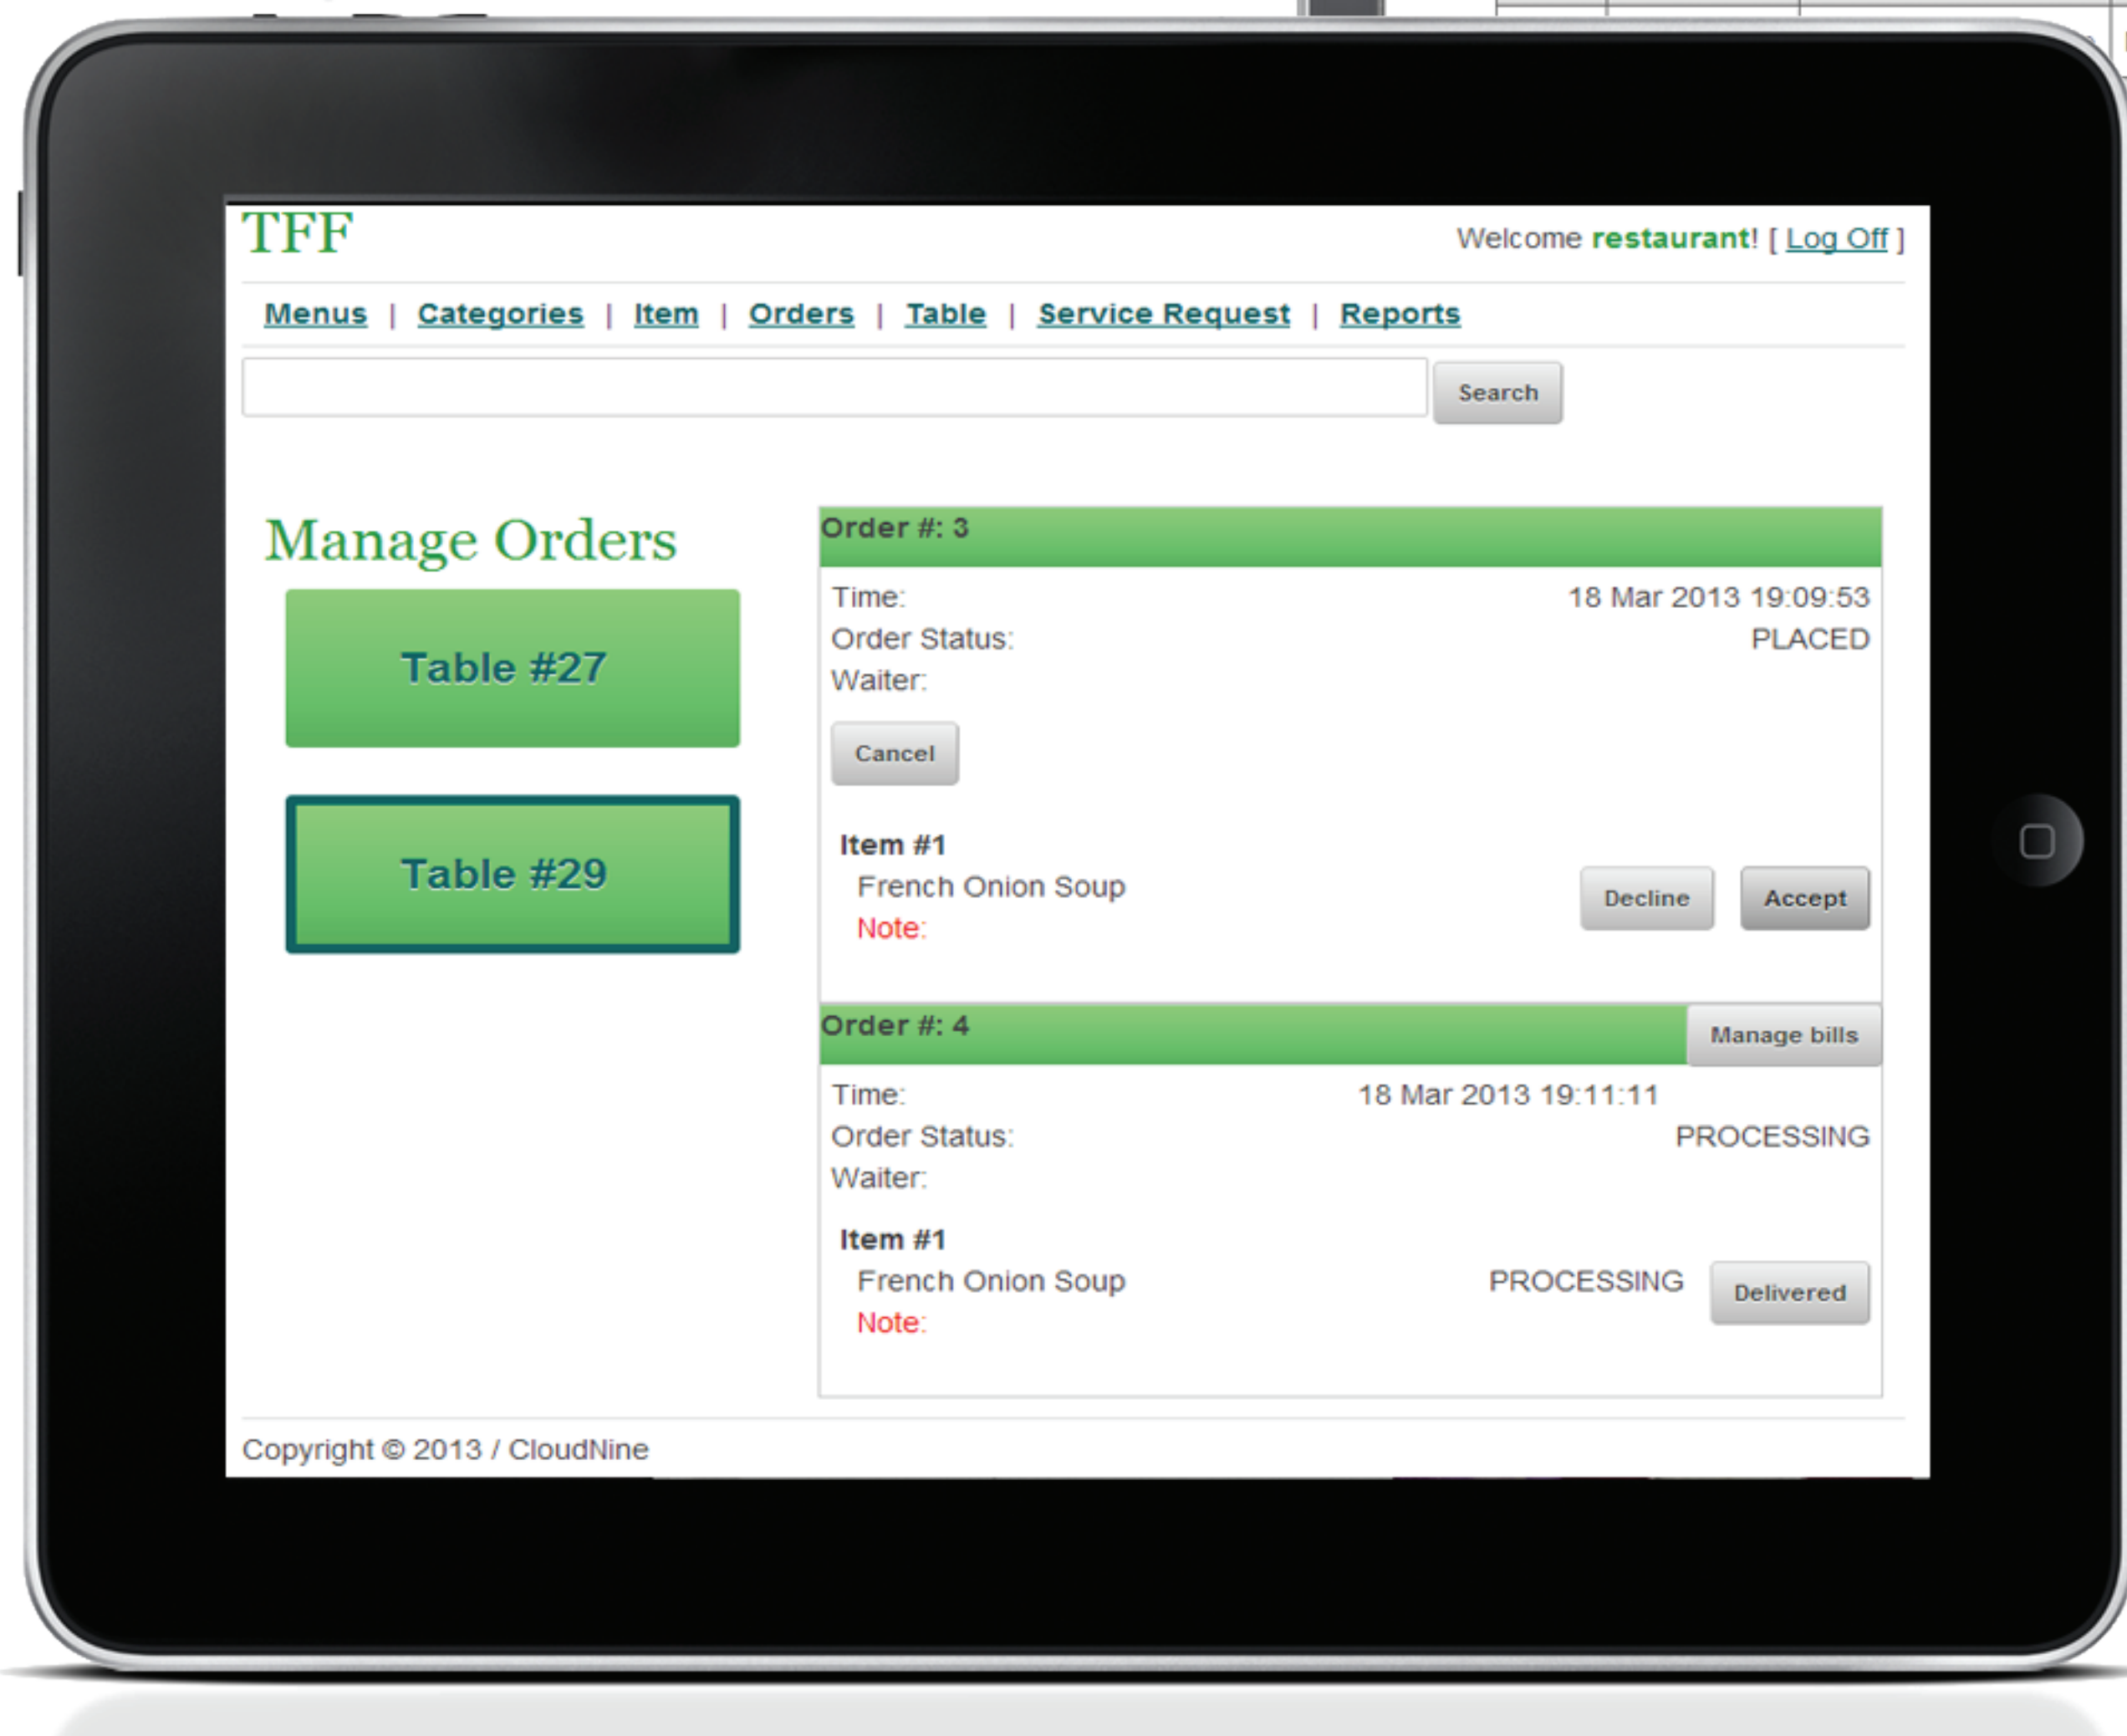 TFF
Welcome restaurant! [ Log Off ]
Menus | Categories | Item | Orders | Table | Service Request | Reports
Search
Manage Orders
Table #27
Table #29
Order #: 3
Time: 18 Mar 2013 19:09:53
Order Status: PLACED
Waiter:
Cancel
Item #1
French Onion Soup
Decline Accept
Note:
Order #: 4
Manage bills
Time: 18 Mar 2013 19:11:11
Order Status: PROCESSING
Waiter:
Item #1
French Onion Soup PROCESSING Delivered
Note:
Copyright © 2013 / CloudNine